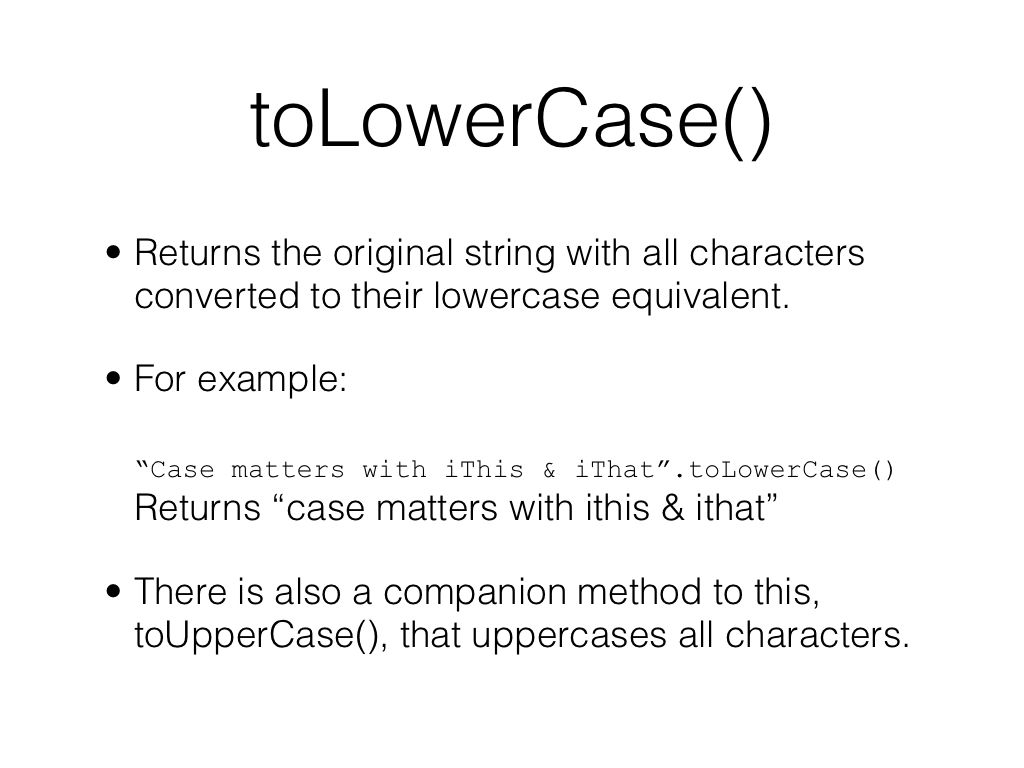 toLowerCase()
• Returns the original string with all characters
converted to their lowercase equivalent.
• For example:
“Case matters with iThis & iThat”.toLowerCase()
Returns “case matters with ithis & ithat”
• There is also a companion method to this,
toUpperCase(), that uppercases all characters.